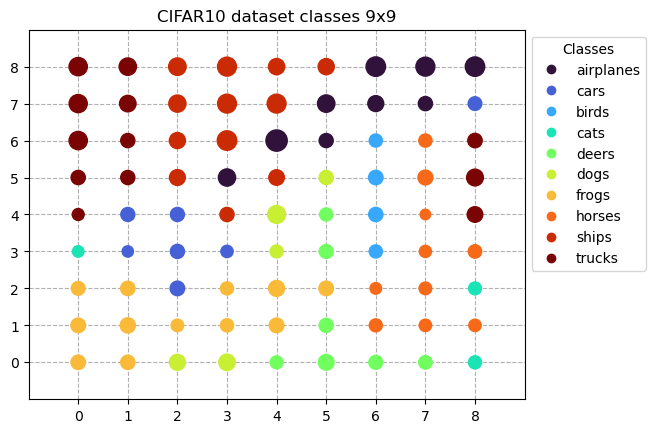 CIFAR10 dataset classes 9x9
8
7
6
5
4
3
2
1
0
0 1 2 3 4 5 6 7 8
Classes
airplanes
cars
birds
cats
deers
dogs
frogs
horses
ships
trucks